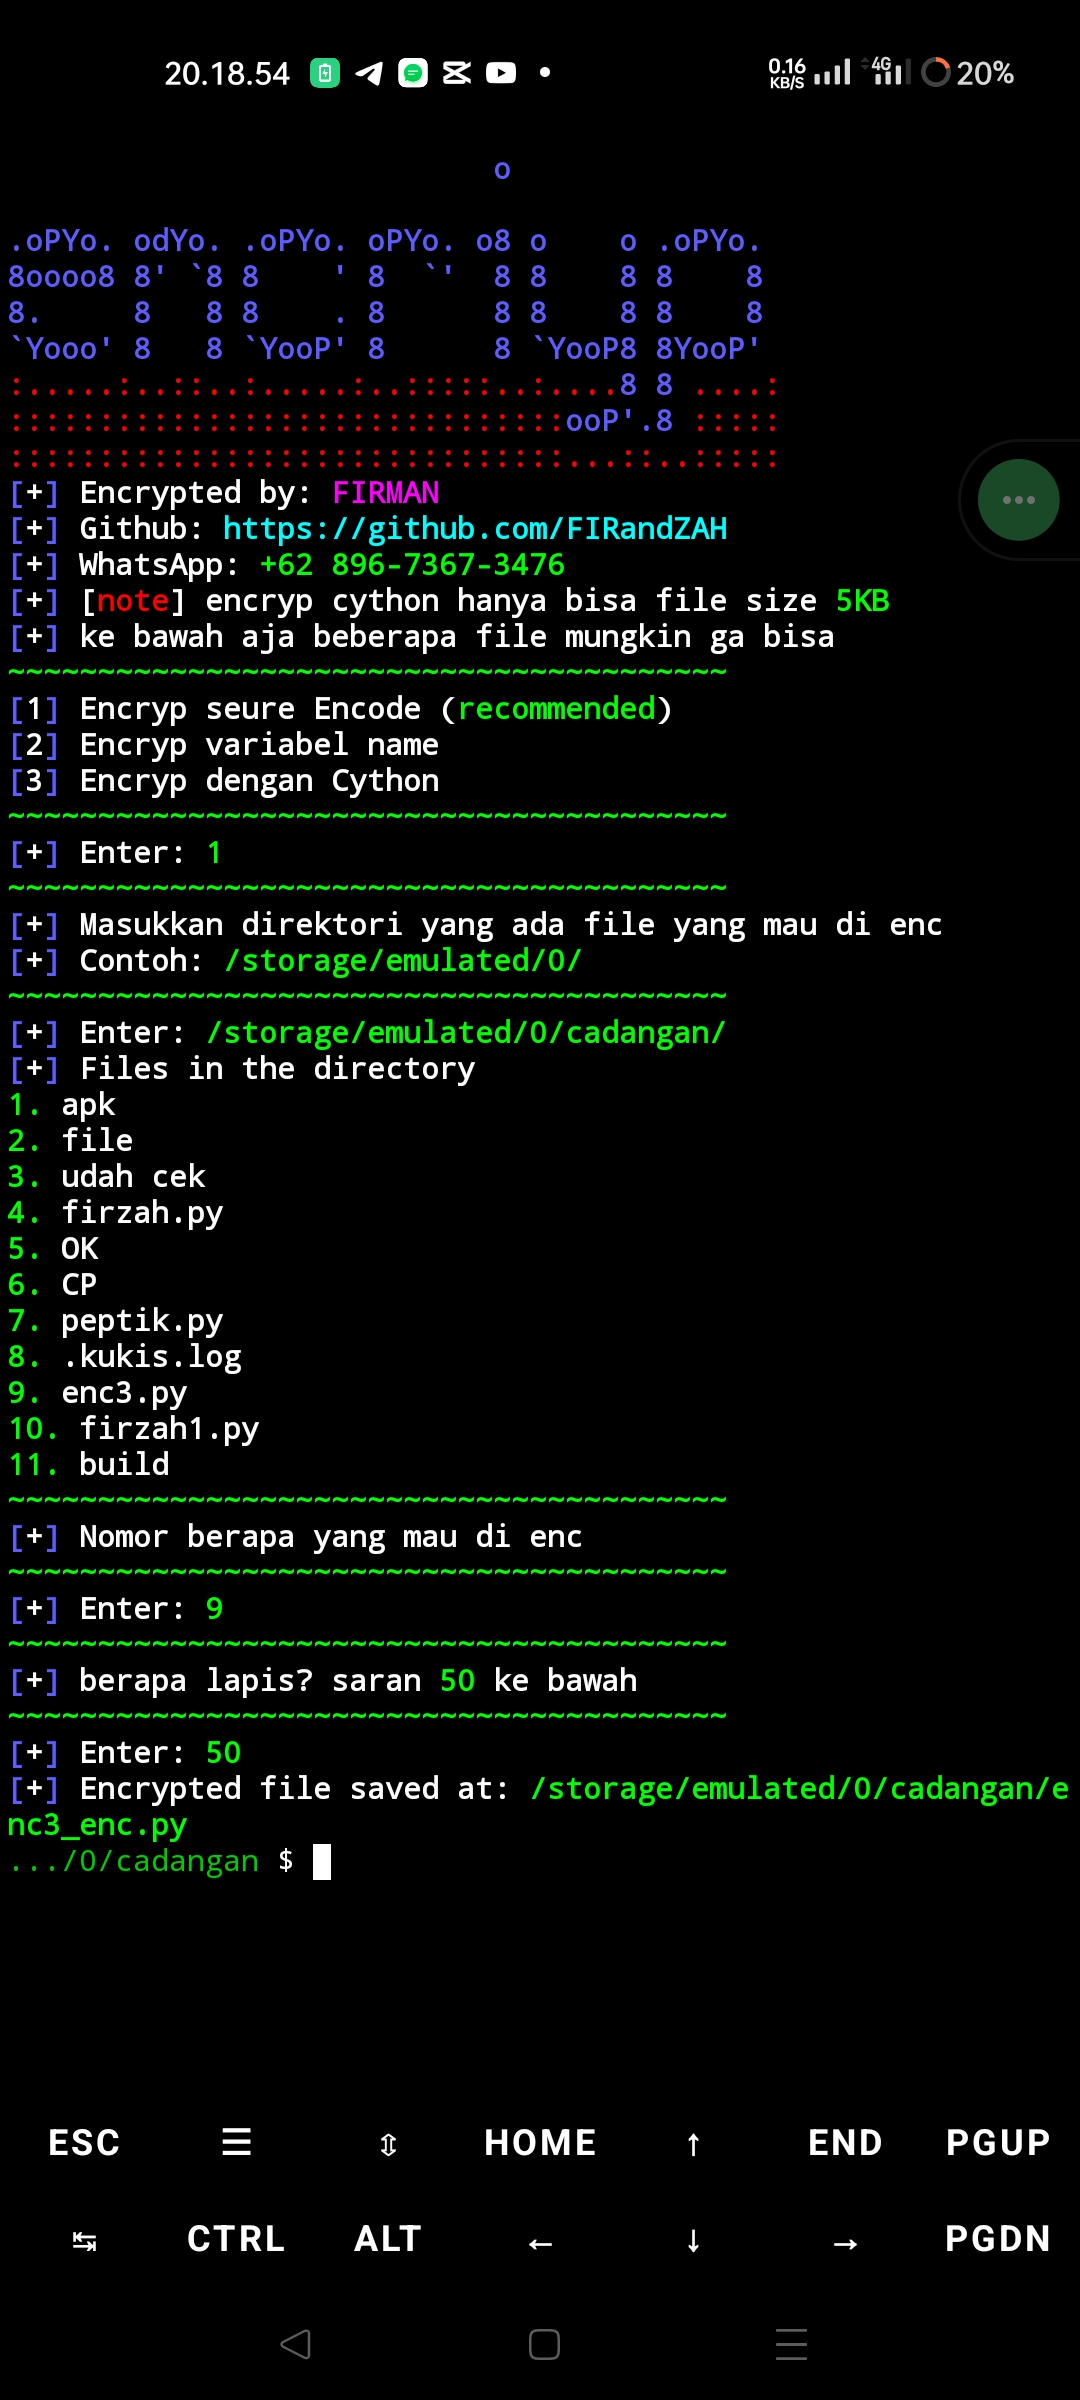 20.18.54 0.16 KB/S 4G 20%
                           o
.oPYo. odYo. .oPYo. oPYo. o8 o    o .oPYo.
8oooo8 8' `8 8    ' 8  `'  8 8    8 8    8
8.     8   8 8    . 8      8 8    8 8    8
`Yooo' 8   8 `YooP' 8      8 `YooP8 8YooP'
:.....:..::..:.....:..:::::..:....8 8 ....:
:::::::::::::::::::::::::::::::ooP'.8 :::::
:::::::::::::::::::::::::::::::...::..:::::
[+] Encrypted by: FIRMAN
[+] Github: https://github.com/FIRandZAH
[+] WhatsApp: +62 896-7367-3476
[+] [note] encryp cython hanya bisa file size 5KB
[+] ke bawah aja beberapa file mungkin ga bisa
~~~~~~~~~~~~~~~~~~~~~~~~~~~~~~~~~~~~~~~~
[1] Encryp seure Encode (recommended)
[2] Encryp variabel name
[3] Encryp dengan Cython
~~~~~~~~~~~~~~~~~~~~~~~~~~~~~~~~~~~~~~~~
[+] Enter: 1
~~~~~~~~~~~~~~~~~~~~~~~~~~~~~~~~~~~~~~~~
[+] Masukkan direktori yang ada file yang mau di enc
[+] Contoh: /storage/emulated/0/
~~~~~~~~~~~~~~~~~~~~~~~~~~~~~~~~~~~~~~~~
[+] Enter: /storage/emulated/0/cadangan/
[+] Files in the directory
1. apk
2. file
3. udah cek
4. firzah.py
5. OK
6. CP
7. peptik.py
8. .kukis.log
9. enc3.py
10. firzah1.py
11. build
~~~~~~~~~~~~~~~~~~~~~~~~~~~~~~~~~~~~~~~~
[+] Nomor berapa yang mau di enc
~~~~~~~~~~~~~~~~~~~~~~~~~~~~~~~~~~~~~~~~
[+] Enter: 9
~~~~~~~~~~~~~~~~~~~~~~~~~~~~~~~~~~~~~~~~
[+] berapa lapis? saran 50 ke bawah
~~~~~~~~~~~~~~~~~~~~~~~~~~~~~~~~~~~~~~~~
[+] Enter: 50
[+] Encrypted file saved at: /storage/emulated/0/cadangan/e
nc3_enc.py
.../0/cadangan $
ESC ☰ ⇳ HOME ↑ END PGUP
↹ CTRL ALT ← ↓ → PGDN